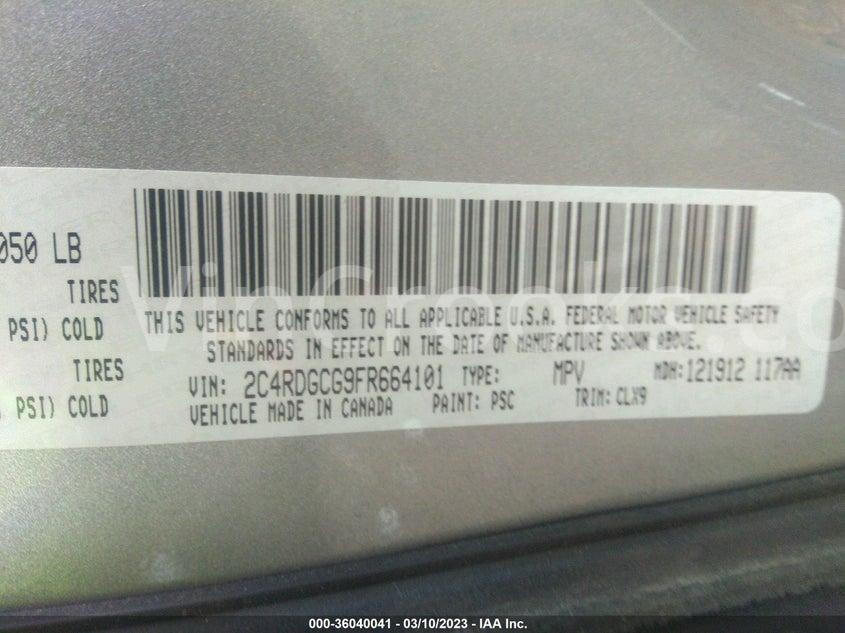 050 LB
TIRES
PSI) COLD
TIRES
PSI) COLD
THIS VEHICLE CONFORMS TO ALL APPLICABLE U.S.A. FEDERAL MOTOR VEHICLE SAFETY
STANDARDS IN EFFECT ON THE DATE OF MANUFACTURE SHOWN ABOVE.
VIN: 2C4RDGCG9FR664101 TYPE: MPV MDH:121912 117AA
VEHICLE MADE IN CANADA PAINT: PSC TRIM: CLX9
000-36040041 - 03/10/2023 - IAA Inc.